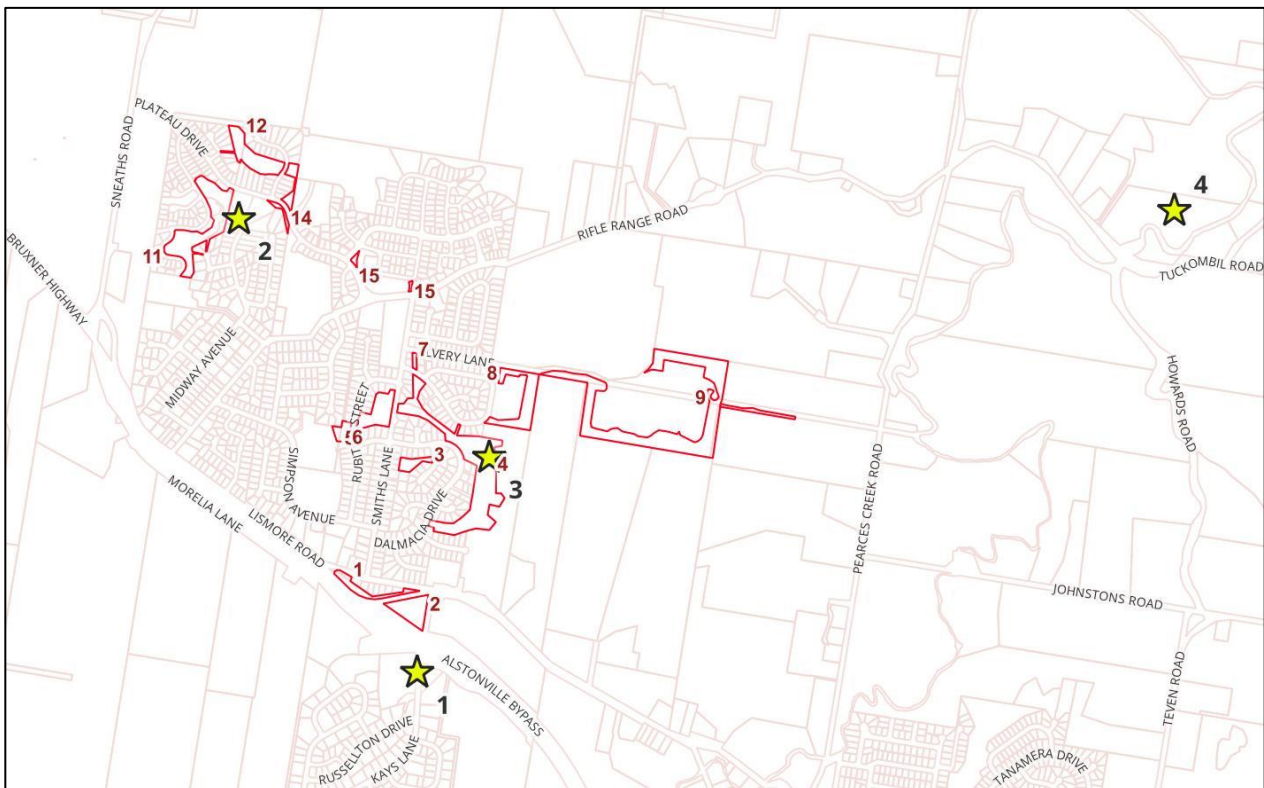 PLATEAU DRIVE
12
SNEATHS ROAD
4
2
14
RIFLE RANGE ROAD
11
15
TUCKOMBIL ROAD
15
BRUXNER HIGHWAY
MIDWAY AVENUE
7
LVERY LANE
8
9
HOWARDS ROAD
STREET
56
RUBIT
3
4
3
SIMPSON AVENUE
SMITHS LANE
DALMACIA DRIVE
MORELIA LANE
LISMORE ROAD
PEARCES CREEK ROAD
1
2
JOHNSTONS ROAD
1
ALSTONVILLE BYPASS
TEVEN ROAD
RUSSELLTON DRIVE
KAYS LANE
TANAMERA DRIVE